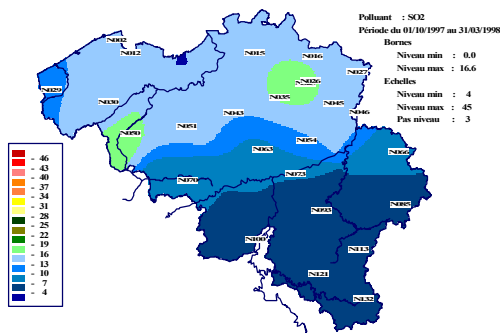 Polluant : SO2
Période du 01/10/1997 au 31/03/1998
Bornes
Niveau min : 0.0
Niveau max : 16.6
Echelles
Niveau min : 4
Niveau max : 45
Pas niveau : 3
N002
N012
N015
N016
N027
N029
N026
N035
N030
N045
N043
N046
N051
N050
N054
N063
N066
N070
N073
N093
N085
N100
N113
N121
N132
- 46
- 43
- 40
- 37
- 34
- 31
- 28
- 25
- 22
- 19
- 16
- 13
- 10
- 7
- 4